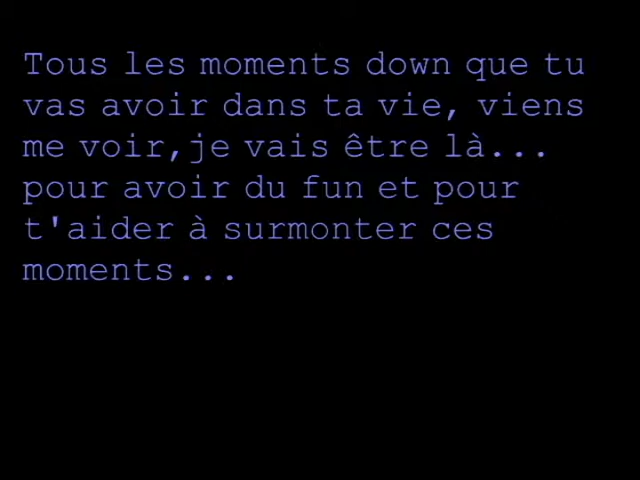 Tous les moments down que tu
vas avoir dans ta vie, viens
me voir,je vais être là...
pour avoir du fun et pour
t'aider à surmonter ces
moments...